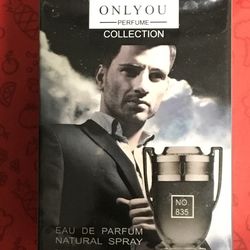 ONLYOU
PERFUME
COLLECTION
NO
835
EAU DE PARFUM
NATURAL SPRAY